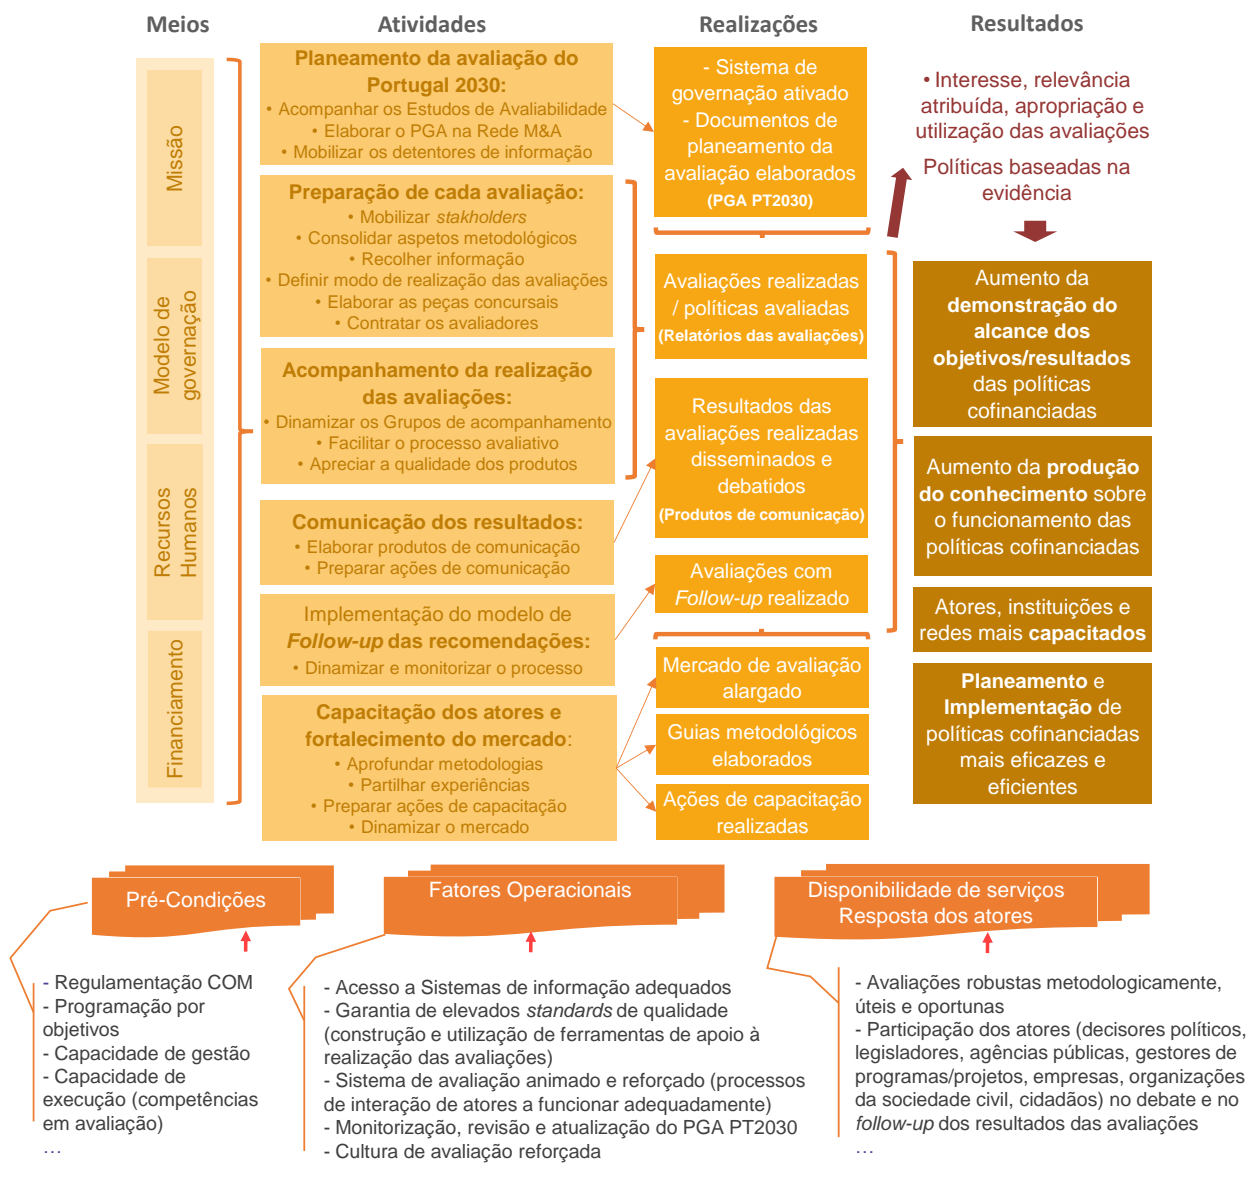 Meios
Atividades
Realizações
Resultados
Missão
Modelo de
governação
Recursos
Humanos
Financiamento
Planeamento da avaliação do
Portugal 2030:
• Acompanhar os Estudos de Avaliabilidade
• Elaborar o PGA na Rede M&A
• Mobilizar os detentores de informação
Preparação de cada avaliação:
• Mobilizar stakholders
• Consolidar aspetos metodológicos
• Recolher informação
• Definir modo de realização das avaliações
• Elaborar as peças concursais
• Contratar os avaliadores
Acompanhamento da realização
das avaliações:
• Dinamizar os Grupos de acompanhamento
• Facilitar o processo avaliativo
• Apreciar a qualidade dos produtos
Comunicação dos resultados:
• Elaborar produtos de comunicação
• Preparar ações de comunicação
Implementação do modelo de
Follow-up das recomendações:
• Dinamizar e monitorizar o processo
Capacitação dos atores e
fortalecimento do mercado:
• Aprofundar metodologias
• Partilhar experiências
• Preparar ações de capacitação
• Dinamizar o mercado
- Sistema de
governação ativado
- Documentos de
planeamento da
avaliação elaborados
(PGA PT2030)
Avaliações realizadas
/ políticas avaliadas
(Relatórios das avaliações)
Resultados das
avaliações realizadas
disseminados e
debatidos
(Produtos de comunicação)
Avaliações com
Follow-up realizado
Mercado de avaliação
alargado
Guias metodológicos
elaborados
Ações de capacitação
realizadas
• Interesse, relevância
atribuída, apropriação e
utilização das avaliações
Políticas baseadas na
evidência
Aumento da
demonstração do
alcance dos
objetivos/resultados
das políticas
cofinanciadas
Aumento da produção
do conhecimento sobre
o funcionamento das
políticas cofinanciadas
Atores, instituições e
redes mais capacitados
Planeamento e
Implementação de
políticas cofinanciadas
mais eficazes e
eficientes
Pré-Condições
- Regulamentação COM
- Programação por
objetivos
- Capacidade de gestão
- Capacidade de
execução (competências
em avaliação)
…
Fatores Operacionais
- Acesso a Sistemas de informação adequados
- Garantia de elevados standards de qualidade
(construção e utilização de ferramentas de apoio à
realização das avaliações)
- Sistema de avaliação animado e reforçado (processos
de interação de atores a funcionar adequadamente)
- Monitorização, revisão e atualização do PGA PT2030
- Cultura de avaliação reforçada
Disponibilidade de serviços
Resposta dos atores
- Avaliações robustas metodologicamente,
úteis e oportunas
- Participação dos atores (decisores políticos,
legisladores, agências públicas, gestores de
programas/projetos, empresas, organizações
da sociedade civil, cidadãos) no debate e no
follow-up dos resultados das avaliações
…